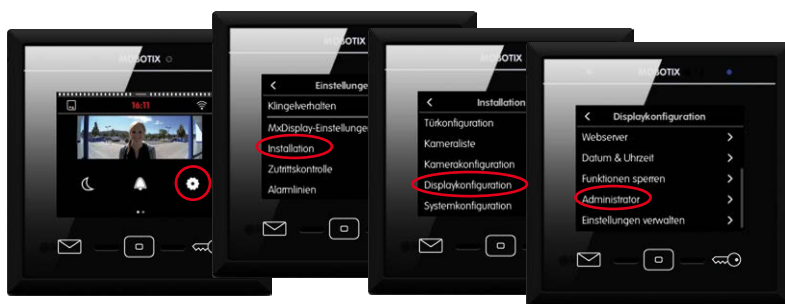 MOBOTIX
16:11
MOBOTIX
Einstellunge
Klingelverhalten
MxDisplay-Einstellunge
Installation
Zutrittskontrolle
Alarmlinien
MOBOTIX
Installation
Türkonfiguration
Kameraliste
Kamerakonfiguration
Displaykonfiguration
Systemkonfiguration
MOBOTIX
Displaykonfiguration
Webserver
Datum & Uhrzeit
Funktionen sperren
Administrator
Einstellungen verwalten